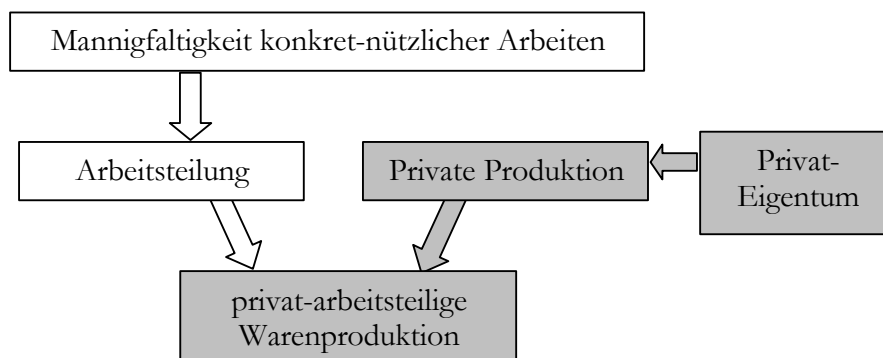 Mannigfaltigkeit konkret-nützlicher Arbeiten
Arbeitsteilung
Private Produktion
Privat-
Eigentum
privat-arbeitsteilige
Warenproduktion